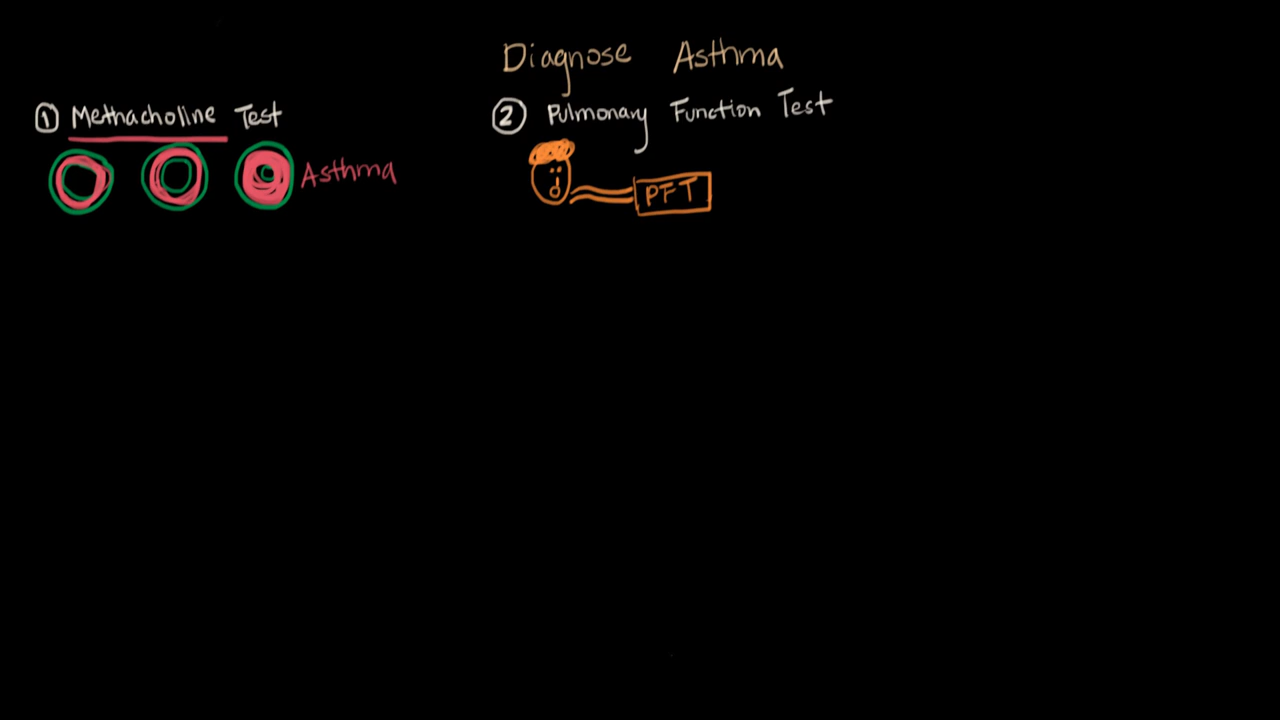 Diagnose Asthma
① Methacholine Test
Asthma
② Pulmonary Function Test
PFT